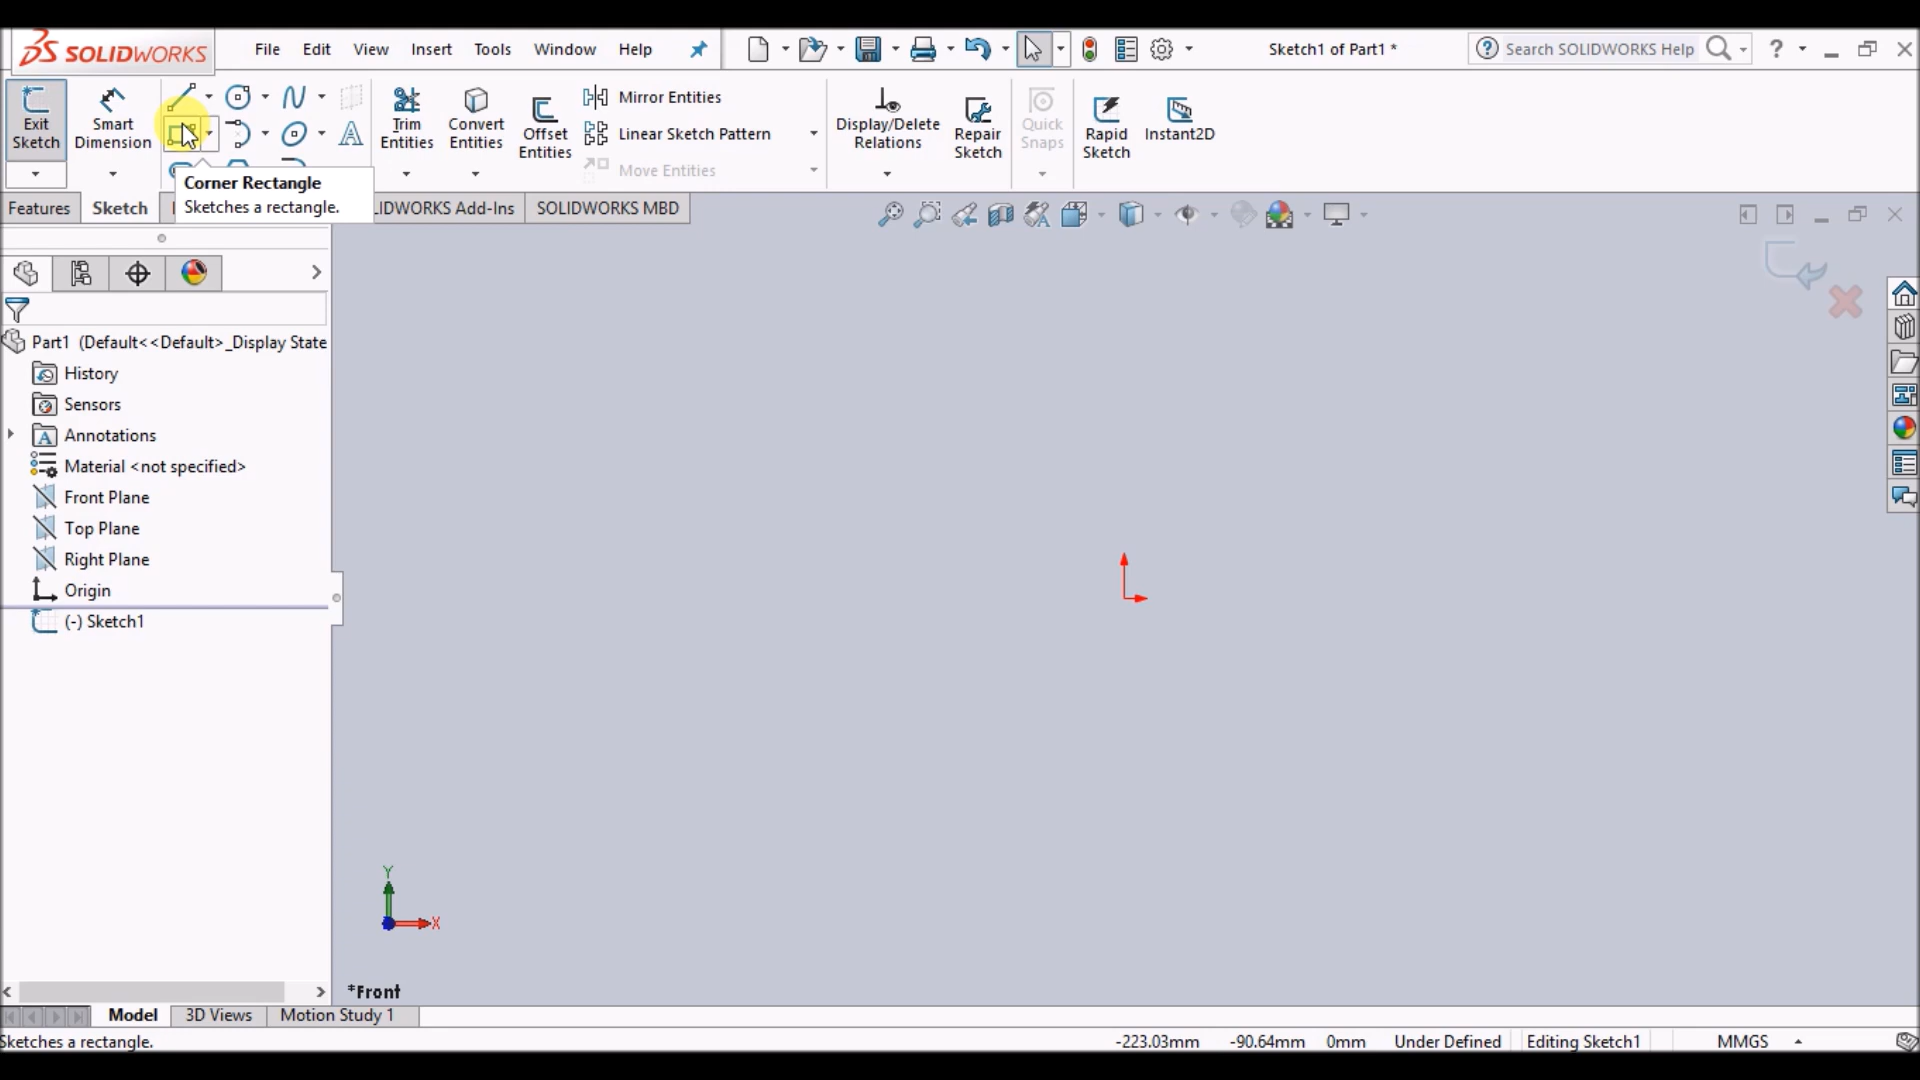 SOLIDWORKS File Edit View Insert Tools Window Help Sketch1 of Part1 * Search SOLIDWORKS Help ?
Exit Sketch
Smart Dimension
Trim Entities
Convert Entities
Offset Entities
Mirror Entities
Linear Sketch Pattern
Move Entities
Display/Delete Relations
Repair Sketch
Quick Snaps
Rapid Sketch
Instant2D
Corner Rectangle
Sketches a rectangle.
Features Sketch LIDWORKS Add-Ins SOLIDWORKS MBD
Part1 (Default<<Default>_Display State
History
Sensors
Annotations
Material <not specified>
Front Plane
Top Plane
Right Plane
Origin
(-) Sketch1
Y
X
*Front
Model 3D Views Motion Study 1
Sketches a rectangle. -223.03mm -90.64mm 0mm Under Defined Editing Sketch1 MMGS